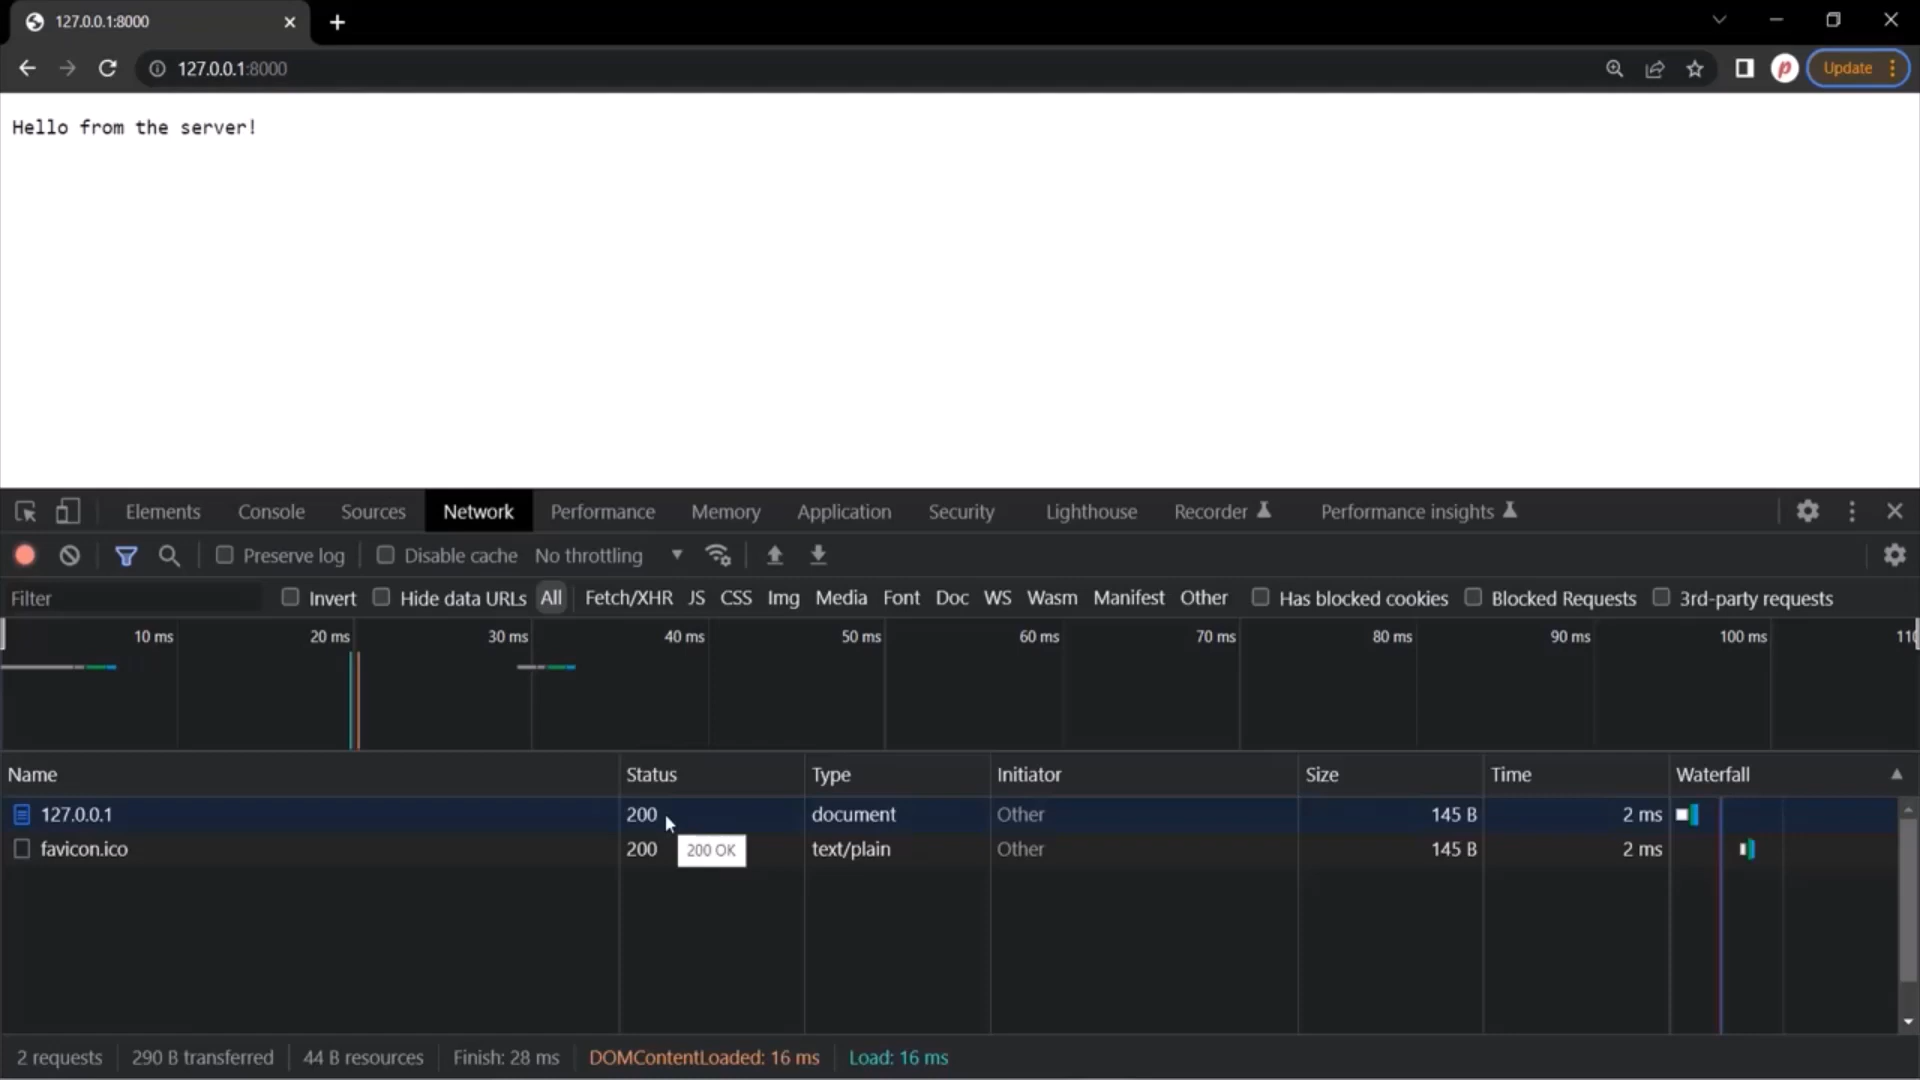 127.0.0.1:8000
127.0.0.1:8000
Update
Hello from the server!
Elements Console Sources Network Performance Memory Application Security Lighthouse Recorder Performance insights
Preserve log Disable cache No throttling
Filter Invert Hide data URLs All Fetch/XHR JS CSS Img Media Font Doc WS Wasm Manifest Other Has blocked cookies Blocked Requests 3rd-party requests
10 ms 20 ms 30 ms 40 ms 50 ms 60 ms 70 ms 80 ms 90 ms 100 ms 110
Name Status Type Initiator Size Time Waterfall
127.0.0.1 200 document Other 145 B 2 ms
favicon.ico 200 text/plain Other 145 B 2 ms
200 OK
2 requests 290 B transferred 44 B resources Finish: 28 ms DOMContentLoaded: 16 ms Load: 16 ms